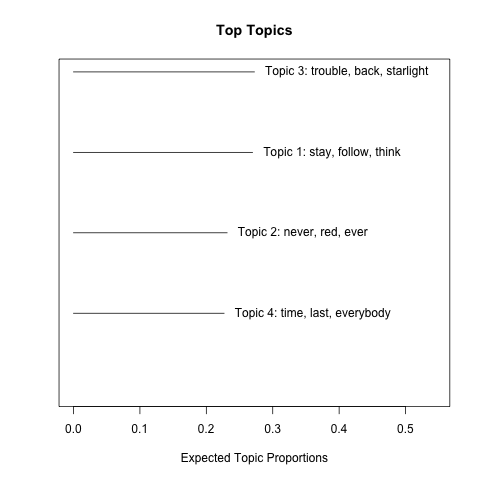 Top Topics
Topic 3: trouble, back, starlight
Topic 1: stay, follow, think
Topic 2: never, red, ever
Topic 4: time, last, everybody
0.0 0.1 0.2 0.3 0.4 0.5
Expected Topic Proportions